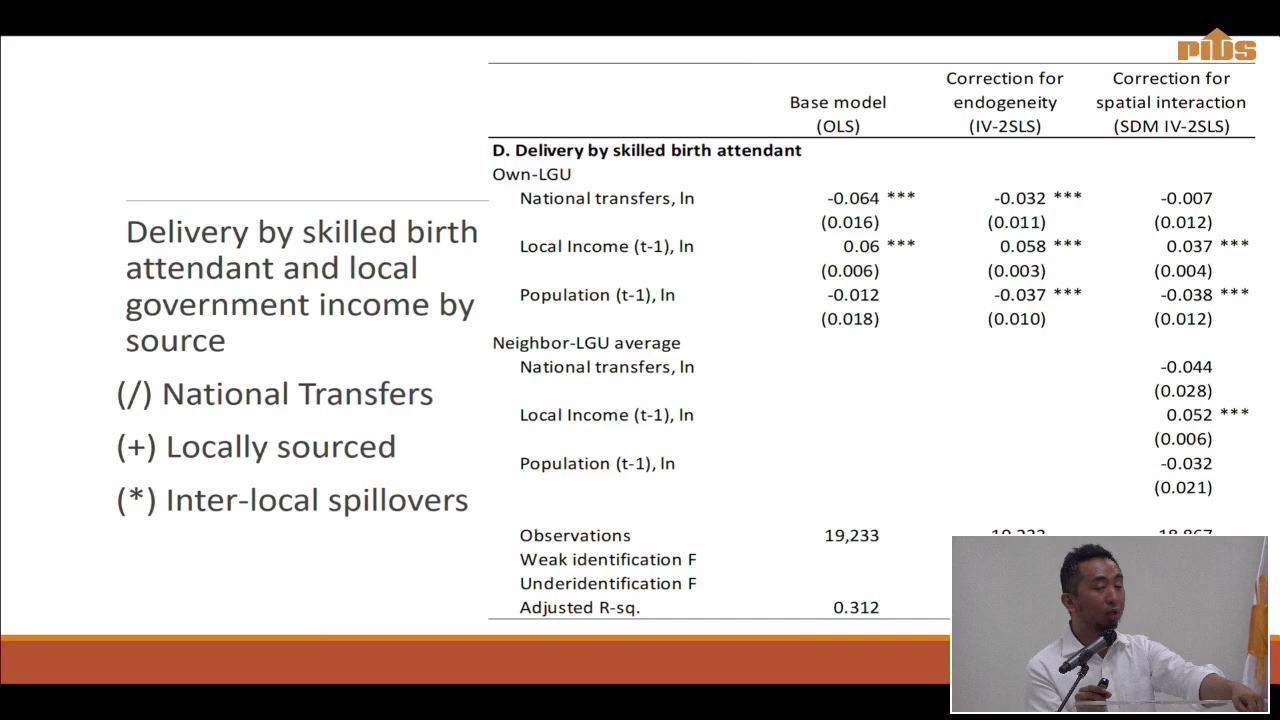 PIDS
Correction for Correction for
Base model endogeneity spatial interaction
(OLS) (IV-2SLS) (SDM IV-2SLS)
D. Delivery by skilled birth attendant
Own-LGU
National transfers, ln -0.064 *** -0.032 *** -0.007
(0.016) (0.011) (0.012)
Local Income (t-1), ln 0.06 *** 0.058 *** 0.037 ***
(0.006) (0.003) (0.004)
Population (t-1), ln -0.012 -0.037 *** -0.038 ***
(0.018) (0.010) (0.012)
Neighbor-LGU average
National transfers, ln -0.044
(0.028)
Local Income (t-1), ln 0.052 ***
(0.006)
Population (t-1), ln -0.032
(0.021)
Observations 19,233
Weak identification F
Underidentification F
Adjusted R-sq. 0.312
Delivery by skilled birth
attendant and local
government income by
source
(/) National Transfers
(+) Locally sourced
(*) Inter-local spillovers